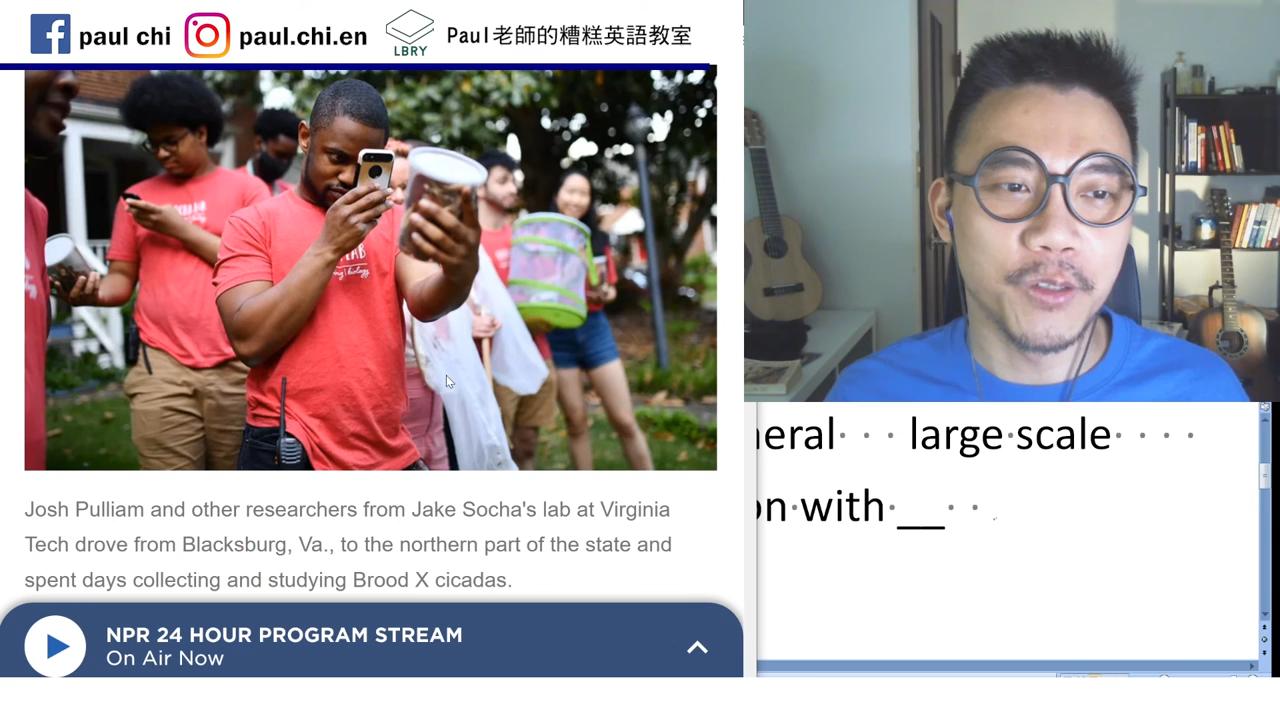 paul chi
paul.chi.en
LBRY
Paul老師的糟糕英語教室
Josh Pulliam and other researchers from Jake Socha's lab at Virginia
Tech drove from Blacksburg, Va., to the northern part of the state and
spent days collecting and studying Brood X cicadas.
NPR 24 HOUR PROGRAM STREAM
On Air Now
neral large scale
on with __